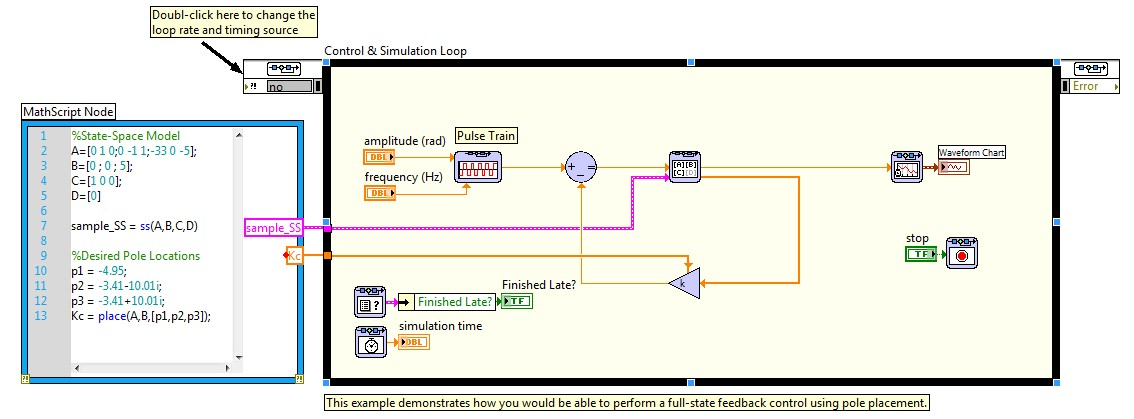 Doubl-click here to change the
loop rate and timing source
Control & Simulation Loop
?!
no
Error
MathScript Node
1 %State-Space Model
2 A=[0 1 0;0 -1 1;-33 0 -5];
3 B=[0 ; 0 ; 5];
4 C=[1 0 0];
5 D=[0]
6
7 sample_SS = ss(A,B,C,D)
8
9 %Desired Pole Locations
10 p1 = -4.95;
11 p2 = -3.41-10.01i;
12 p3 = -3.41+10.01i;
13 Kc = place(A,B,[p1,p2,p3]);
sample_SS
Kc
?!
?!
amplitude (rad)
DBL
Pulse Train
frequency (Hz)
DBL
+ - =
[A][B]
[C][D]
Waveform Chart
stop
TF
k
?
Finished Late?
Finished Late?
TF
simulation time
DBL
This example demonstrates how you would be able to perform a full-state feedback control using pole placement.